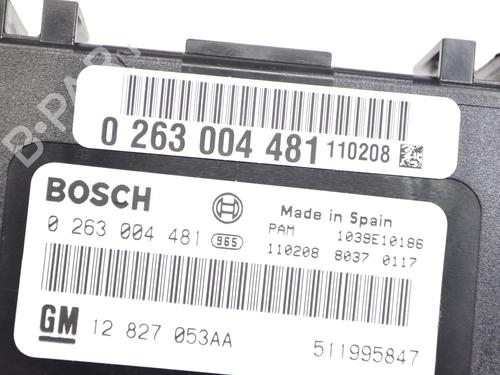 B-PARTS
0 263 004 481 110208
BOSCH
0 263 004 481 965
Made in Spain
PAM 1039E10186
110208 8037 0117
GM 12 827 053AA
511995847